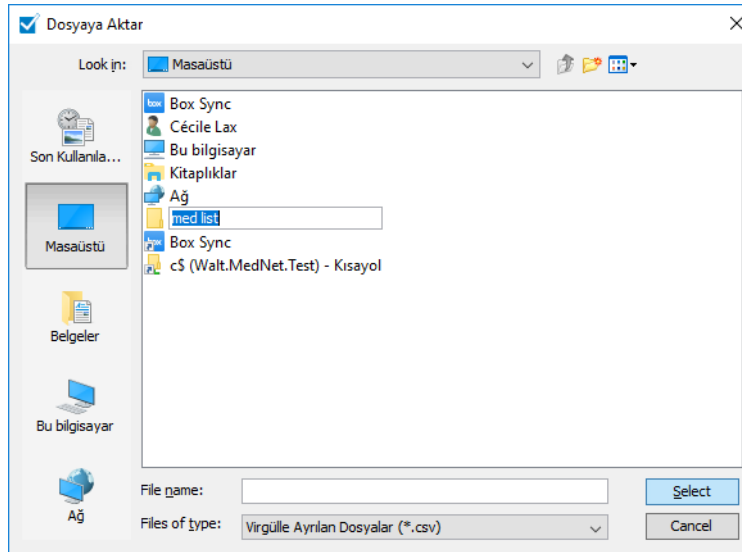 Dosyaya Aktar
Look in: Masaüstü
box Box Sync
Cécile Lax
Bu bilgisayar
Kitaplıklar
Ağ
med list
box Box Sync
c$ (Walt.MedNet.Test) - Kısayol
Son Kullanıla...
Masaüstü
Belgeler
Bu bilgisayar
Ağ
File name:
Select
Files of type: Virgülle Ayrılan Dosyalar (*.csv)
Cancel